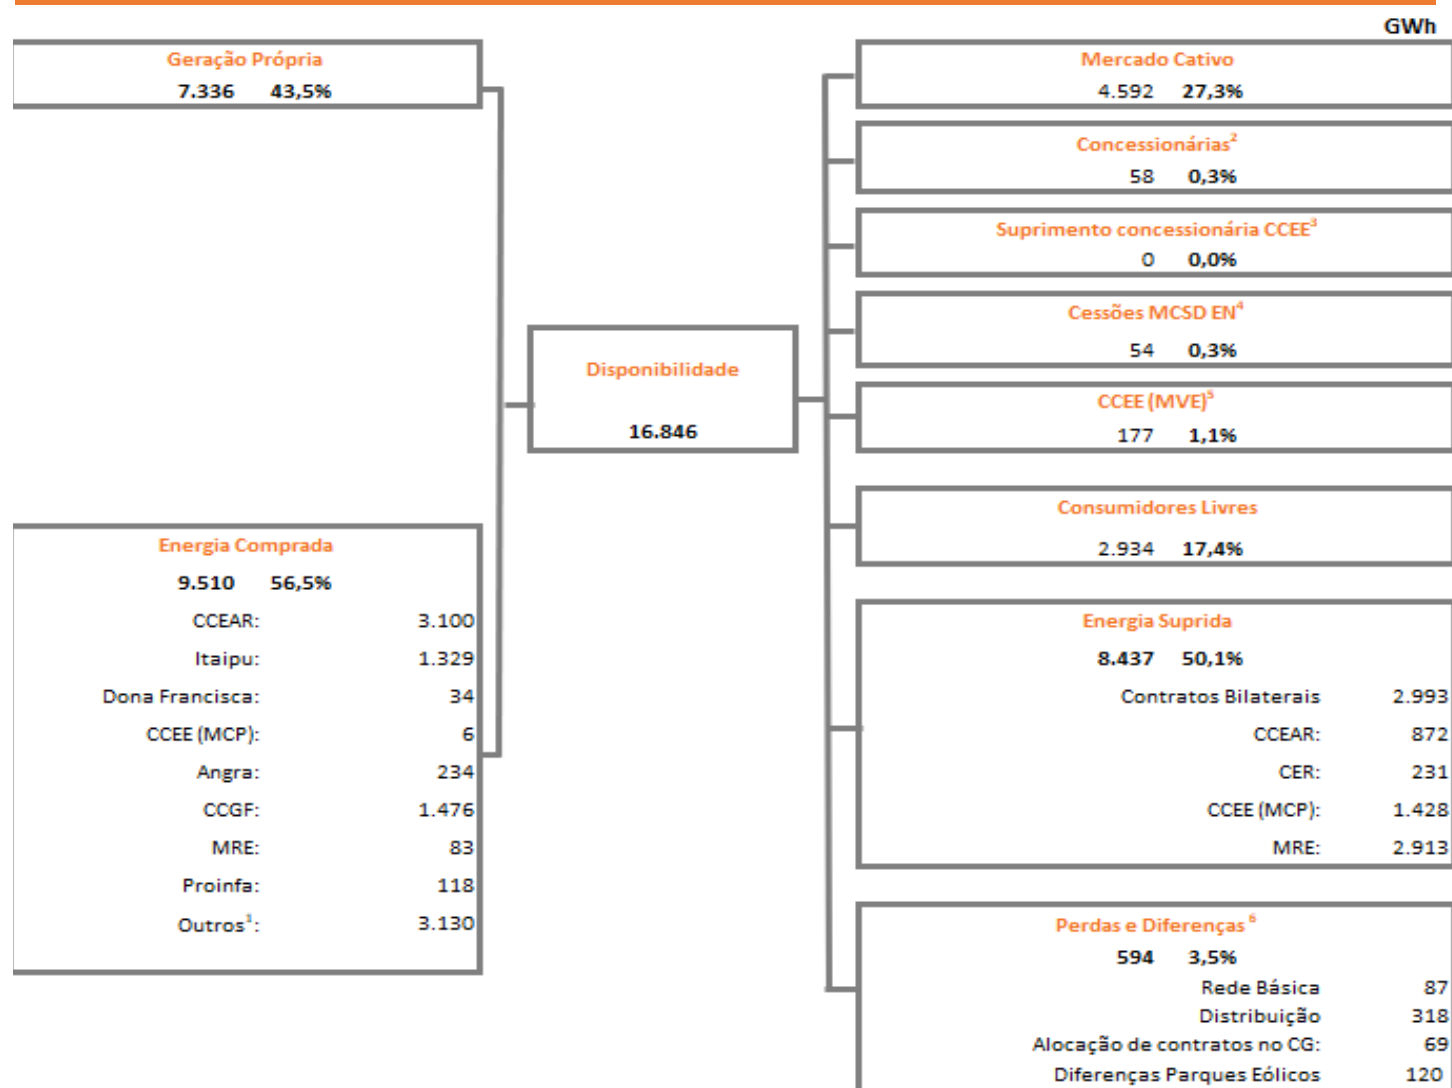 GWh
Geração Própria
7.336 43,5%
Energia Comprada
9.510 56,5%
CCEAR: 3.100
Itaipu: 1.329
Dona Francisca: 34
CCEE (MCP): 6
Angra: 234
CCGF: 1.476
MRE: 83
Proinfa: 118
Outros¹: 3.130
Disponibilidade
16.846
Mercado Cativo
4.592 27,3%
Concessionárias²
58 0,3%
Suprimento concessionária CCEE³
0 0,0%
Cessões MCSD EN⁴
54 0,3%
CCEE (MVE)⁵
177 1,1%
Consumidores Livres
2.934 17,4%
Energia Suprida
8.437 50,1%
Contratos Bilaterais 2.993
CCEAR: 872
CER: 231
CCEE (MCP): 1.428
MRE: 2.913
Perdas e Diferenças ⁶
594 3,5%
Rede Básica 87
Distribuição 318
Alocação de contratos no CG: 69
Diferenças Parques Eólicos 120